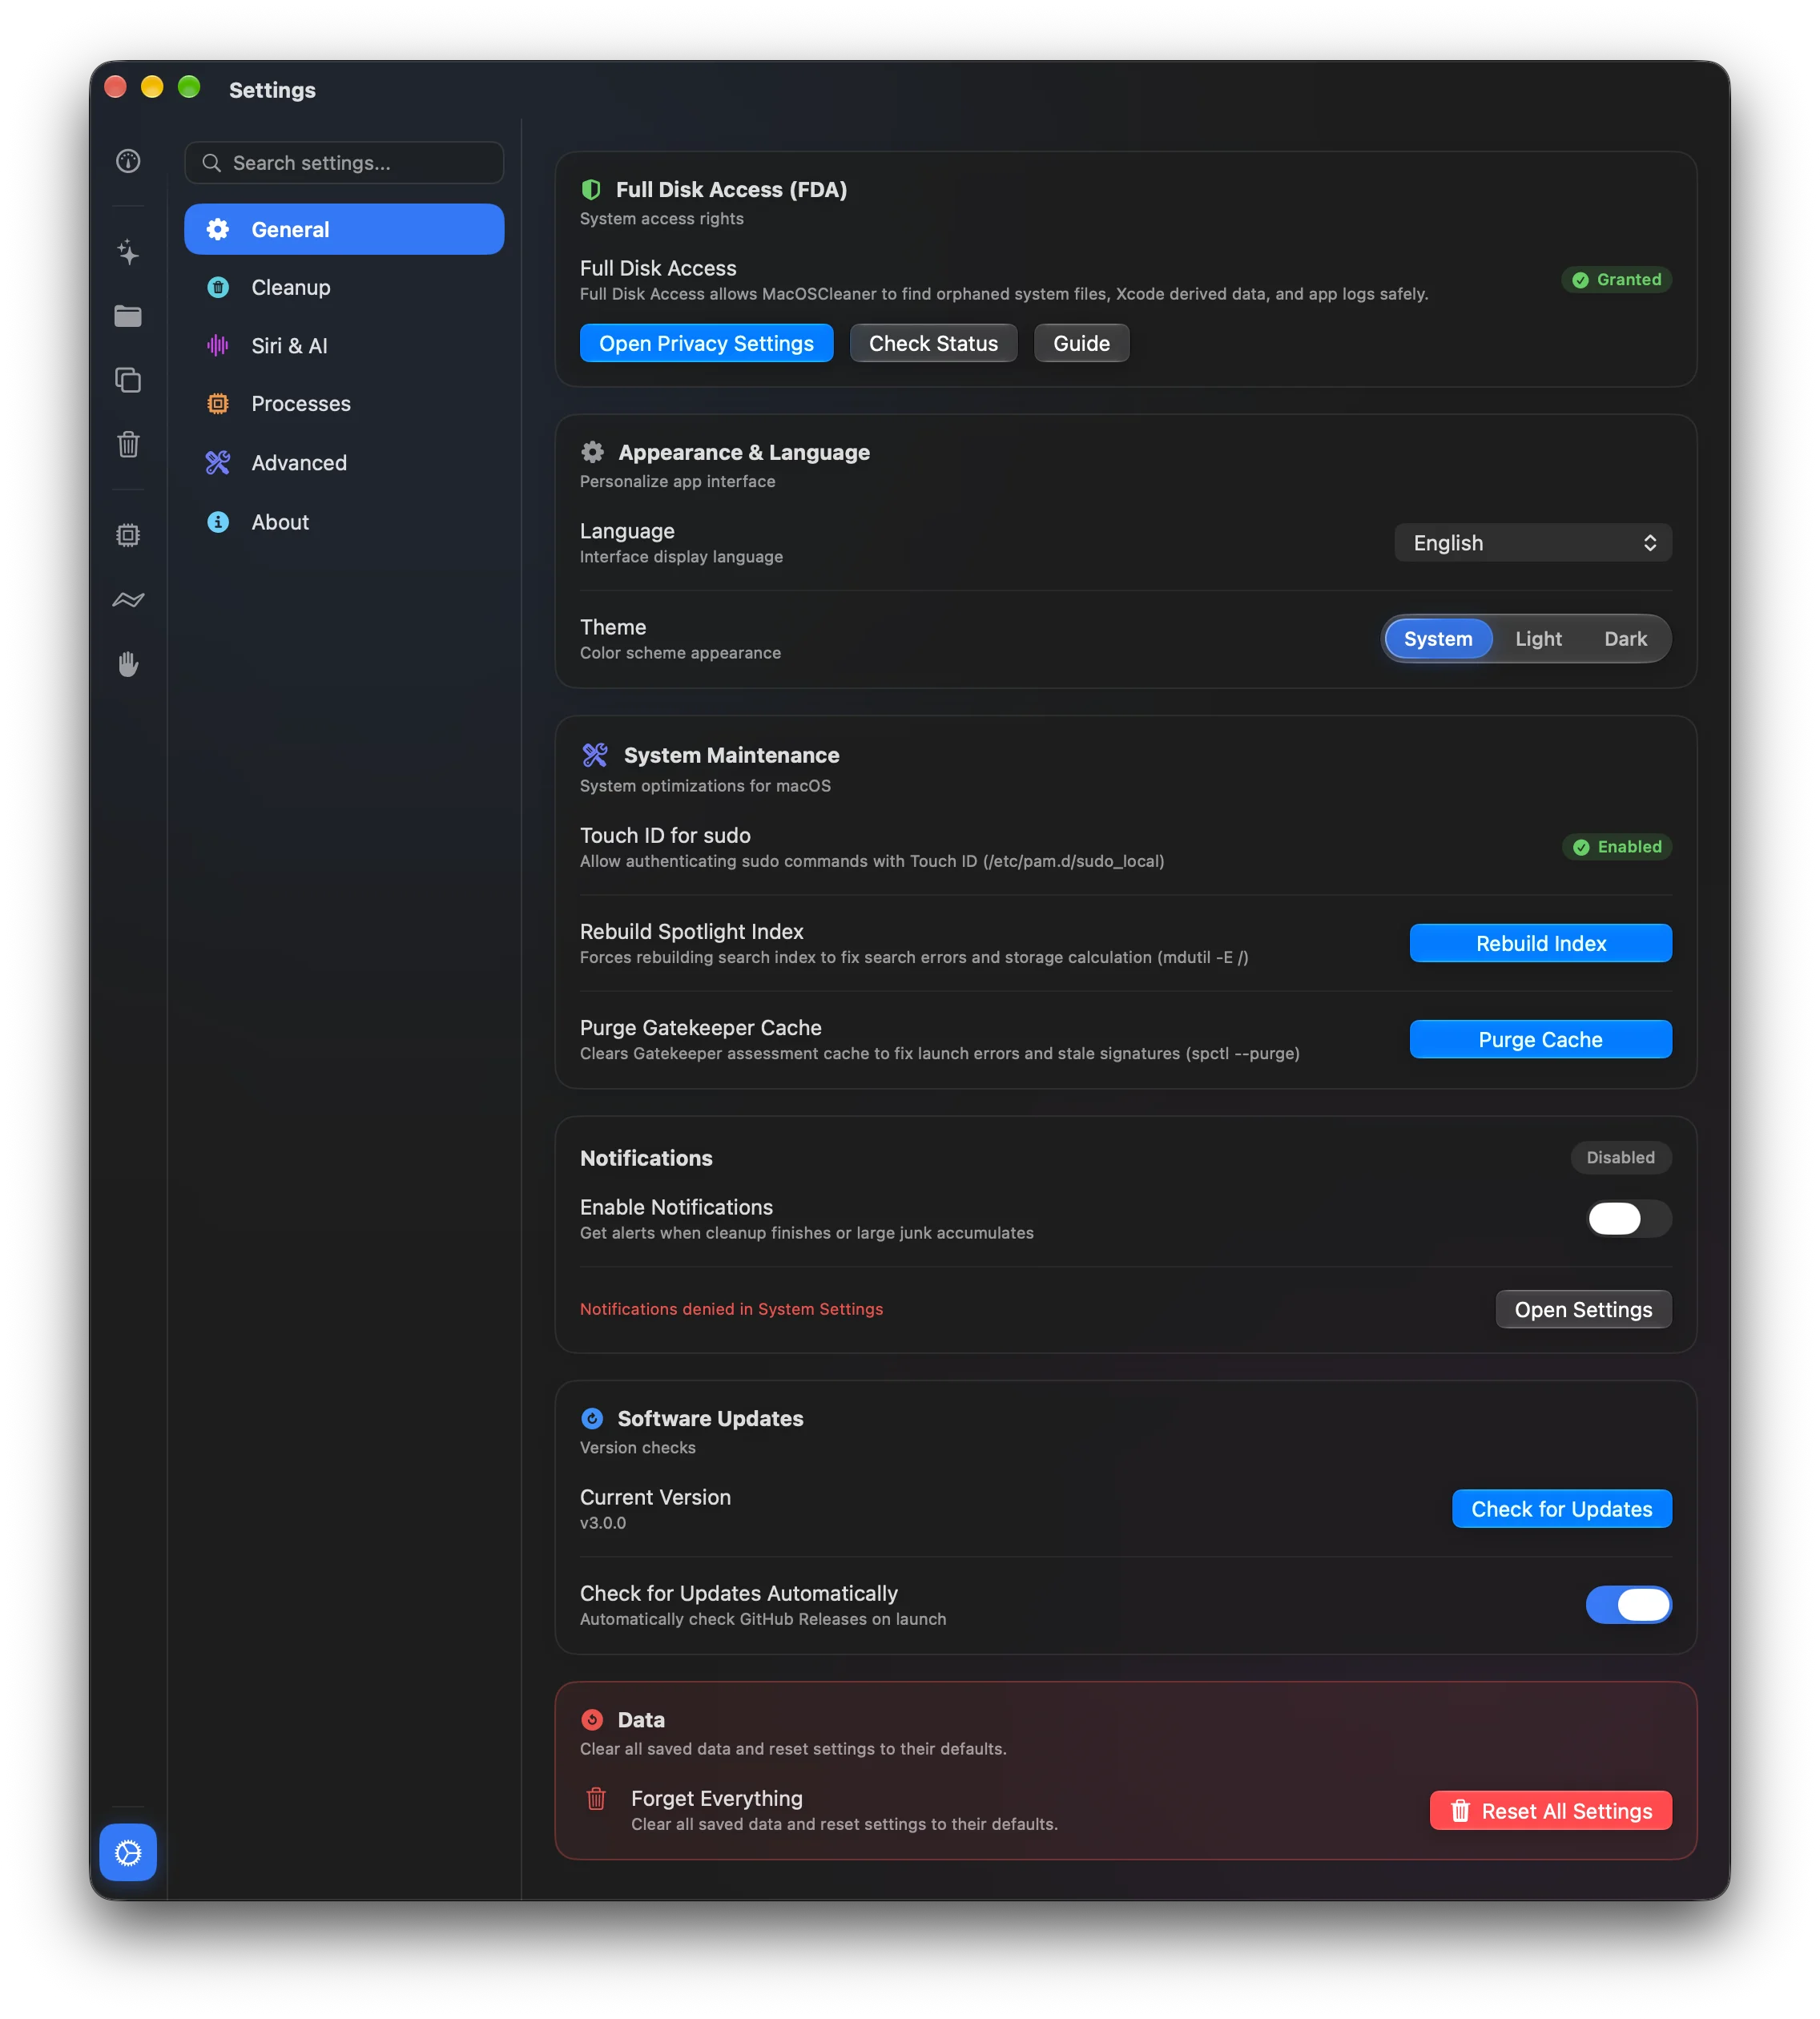 Settings
Search settings...
General
Cleanup
Siri & AI
Processes
Advanced
About
Full Disk Access (FDA)
System access rights
Full Disk Access
Full Disk Access allows MacOSCleaner to find orphaned system files, Xcode derived data, and app logs safely.
Granted
Open Privacy Settings
Check Status
Guide
Appearance & Language
Personalize app interface
Language
Interface display language
English
Theme
Color scheme appearance
System
Light
Dark
System Maintenance
System optimizations for macOS
Touch ID for sudo
Allow authenticating sudo commands with Touch ID (/etc/pam.d/sudo_local)
Enabled
Rebuild Spotlight Index
Forces rebuilding search index to fix search errors and storage calculation (mdutil -E /)
Rebuild Index
Purge Gatekeeper Cache
Clears Gatekeeper assessment cache to fix launch errors and stale signatures (spctl --purge)
Purge Cache
Notifications
Disabled
Enable Notifications
Get alerts when cleanup finishes or large junk accumulates
Notifications denied in System Settings
Open Settings
Software Updates
Version checks
Current Version
v3.0.0
Check for Updates
Check for Updates Automatically
Automatically check GitHub Releases on launch
Data
Clear all saved data and reset settings to their defaults.
Forget Everything
Clear all saved data and reset settings to their defaults.
Reset All Settings